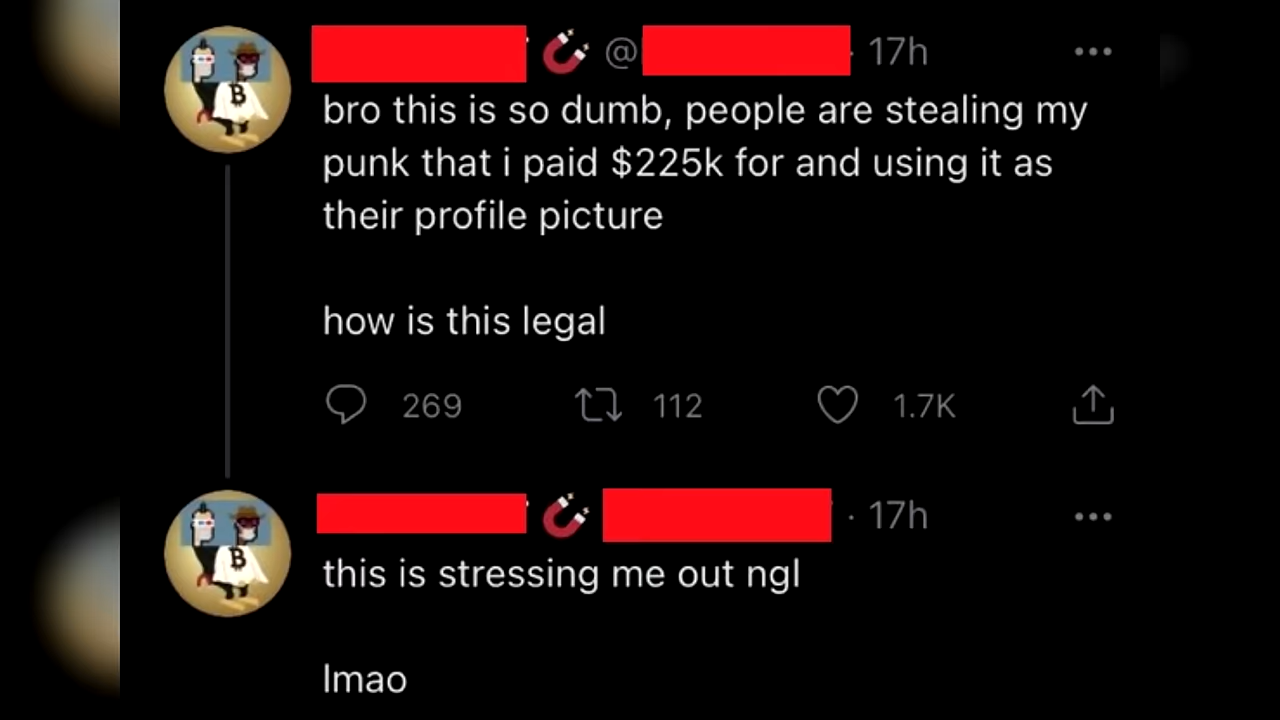 @ · 17h
bro this is so dumb, people are stealing my
punk that i paid $225k for and using it as
their profile picture
how is this legal
269 112 1.7K
· 17h
this is stressing me out ngl
lmao